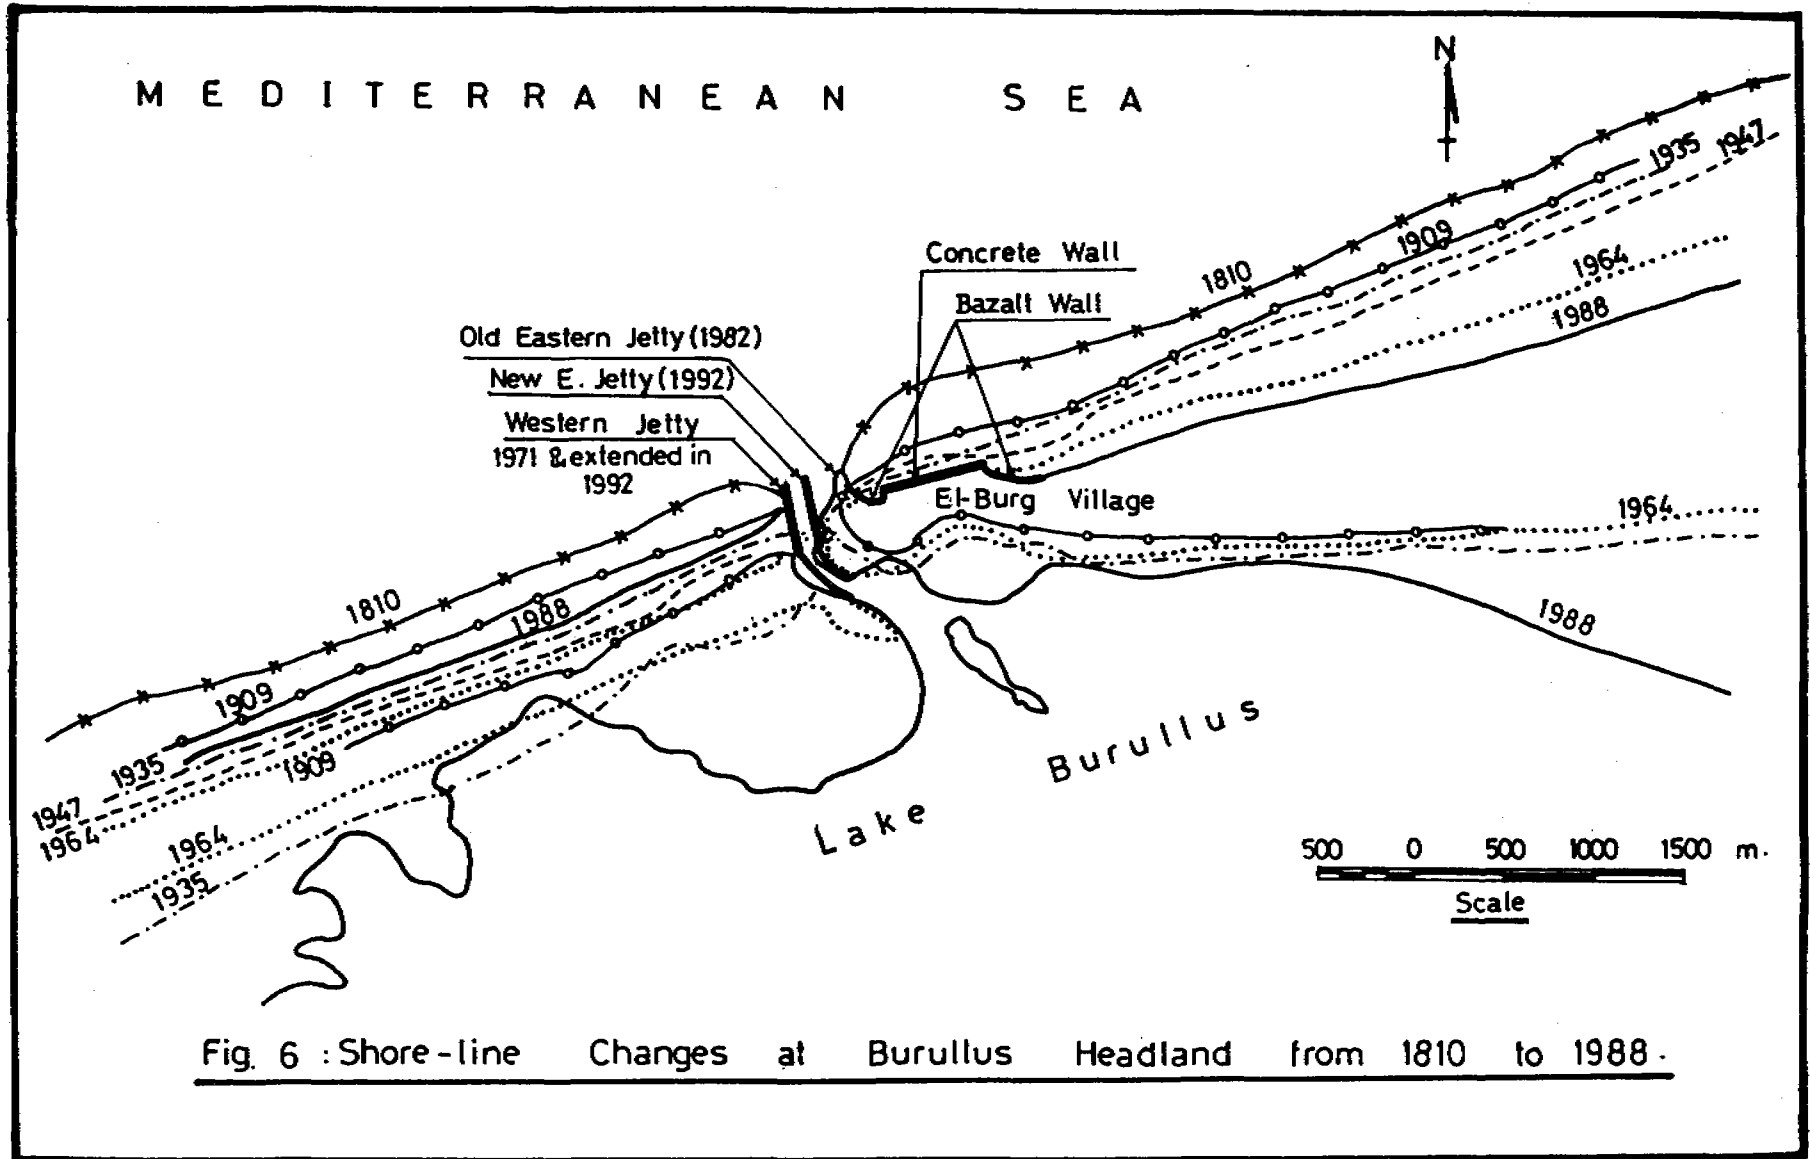 N
MEDITERRANEAN SEA
1935
1947
1909
Concrete Wall
1810
1964
Bazalt Wall
1988
Old Eastern Jetty (1982)
New E. Jetty (1992)
Western Jetty
1971 & extended in
1992
El-Burg Village
1964
1810
1988
1988
1909
Lake Burullus
1935
1909
1947
1964
1964
1935
500 0 500 1000 1500 m.
Scale
Fig. 6 : Shore-line Changes at Burullus Headland from 1810 to 1988.